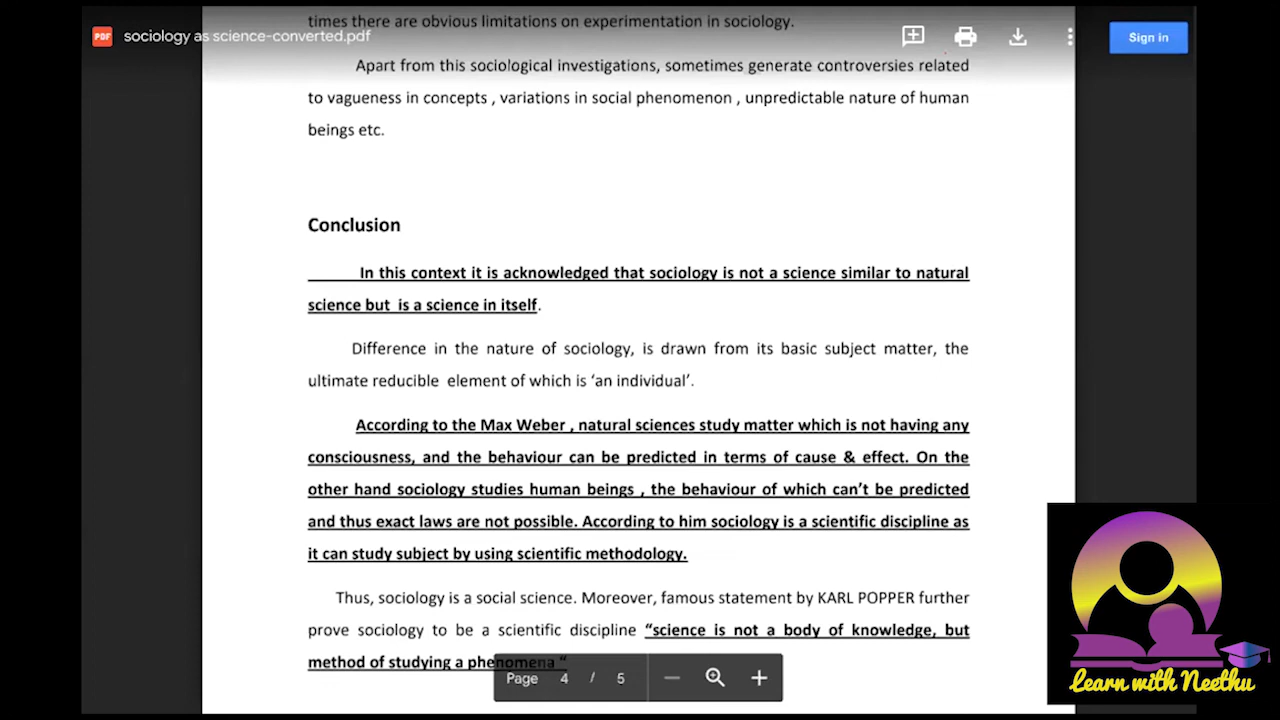 times there are obvious limitations on experimentation in sociology.
PDF sociology as science-converted.pdf
Sign in
Apart from this sociological investigations, sometimes generate controversies related
to vagueness in concepts , variations in social phenomenon , unpredictable nature of human
beings etc.
Conclusion
In this context it is acknowledged that sociology is not a science similar to natural
science but is a science in itself.
Difference in the nature of sociology, is drawn from its basic subject matter, the
ultimate reducible element of which is ‘an individual’.
According to the Max Weber , natural sciences study matter which is not having any
consciousness, and the behaviour can be predicted in terms of cause & effect. On the
other hand sociology studies human beings , the behaviour of which can’t be predicted
and thus exact laws are not possible. According to him sociology is a scientific discipline as
it can study subject by using scientific methodology.
Thus, sociology is a social science. Moreover, famous statement by KARL POPPER further
prove sociology to be a scientific discipline “science is not a body of knowledge, but
method of studying a phenomena “
Page 4 / 5
Learn with Neethu